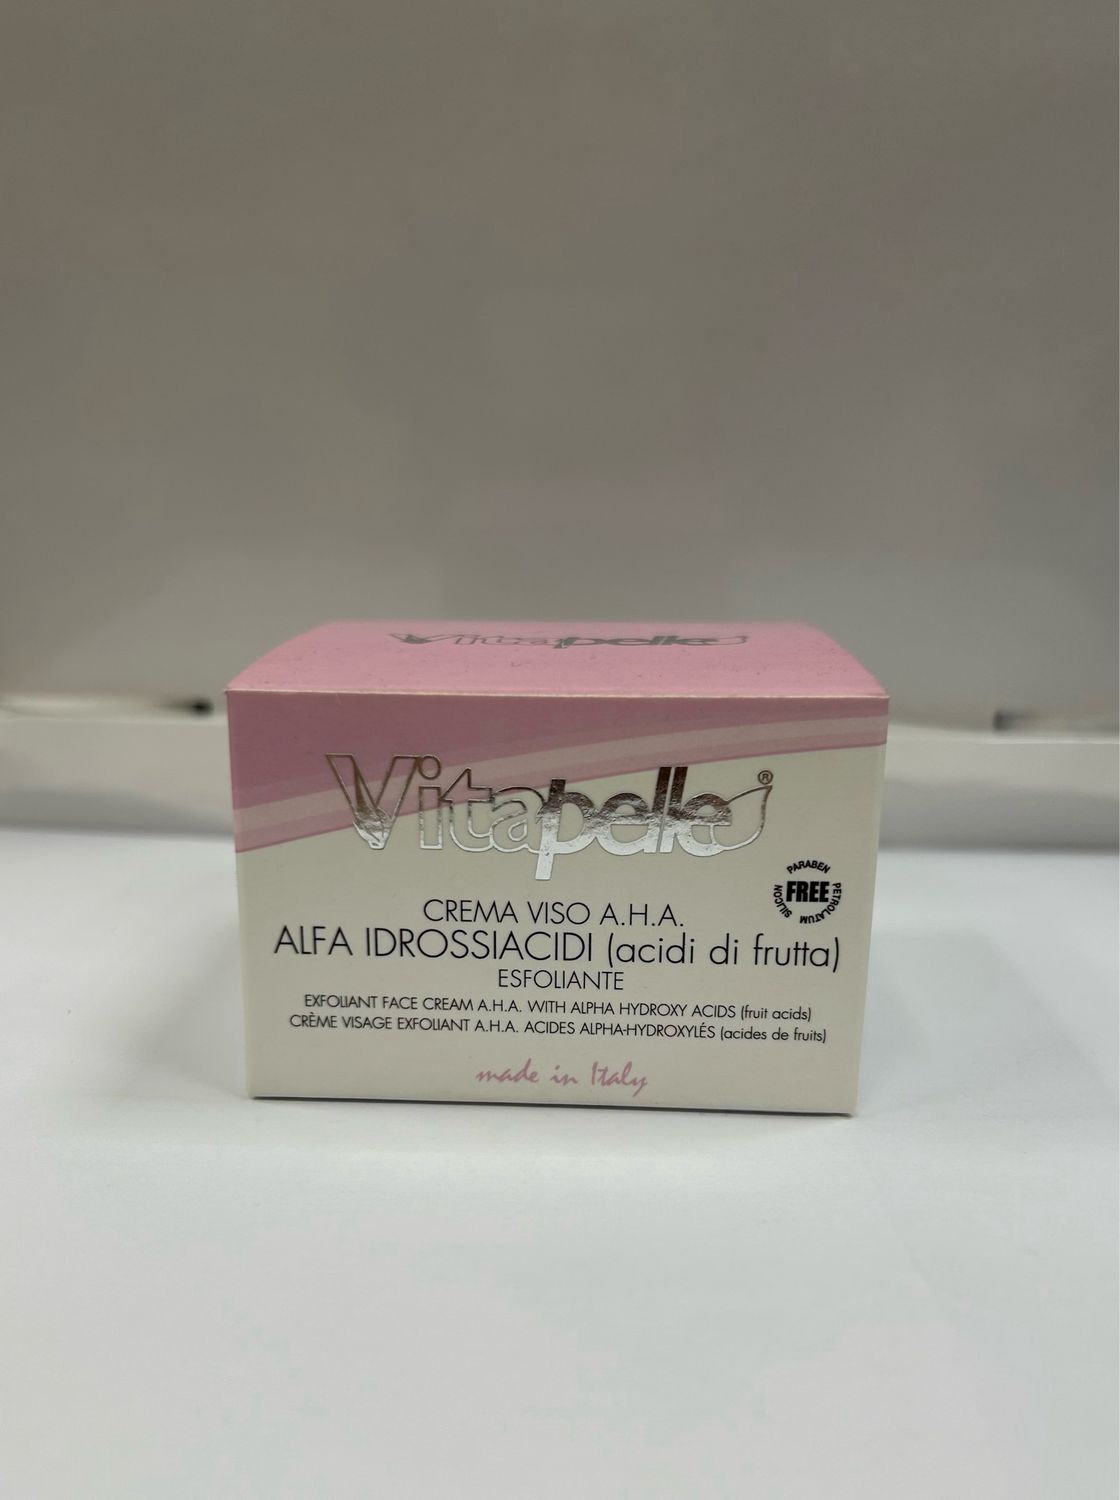 Vitapelle
Vitapelle®
PARABEN
PETROLATUM
SILICON
FREE
CREMA VISO A.H.A.
ALFA IDROSSIACIDI (acidi di frutta)
ESFOLIANTE
EXFOLIANT FACE CREAM A.H.A. WITH ALPHA HYDROXY ACIDS (fruit acids)
CRÈME VISAGE EXFOLIANT A.H.A. ACIDES ALPHA-HYDROXYLÉS (acides de fruits)
made in Italy